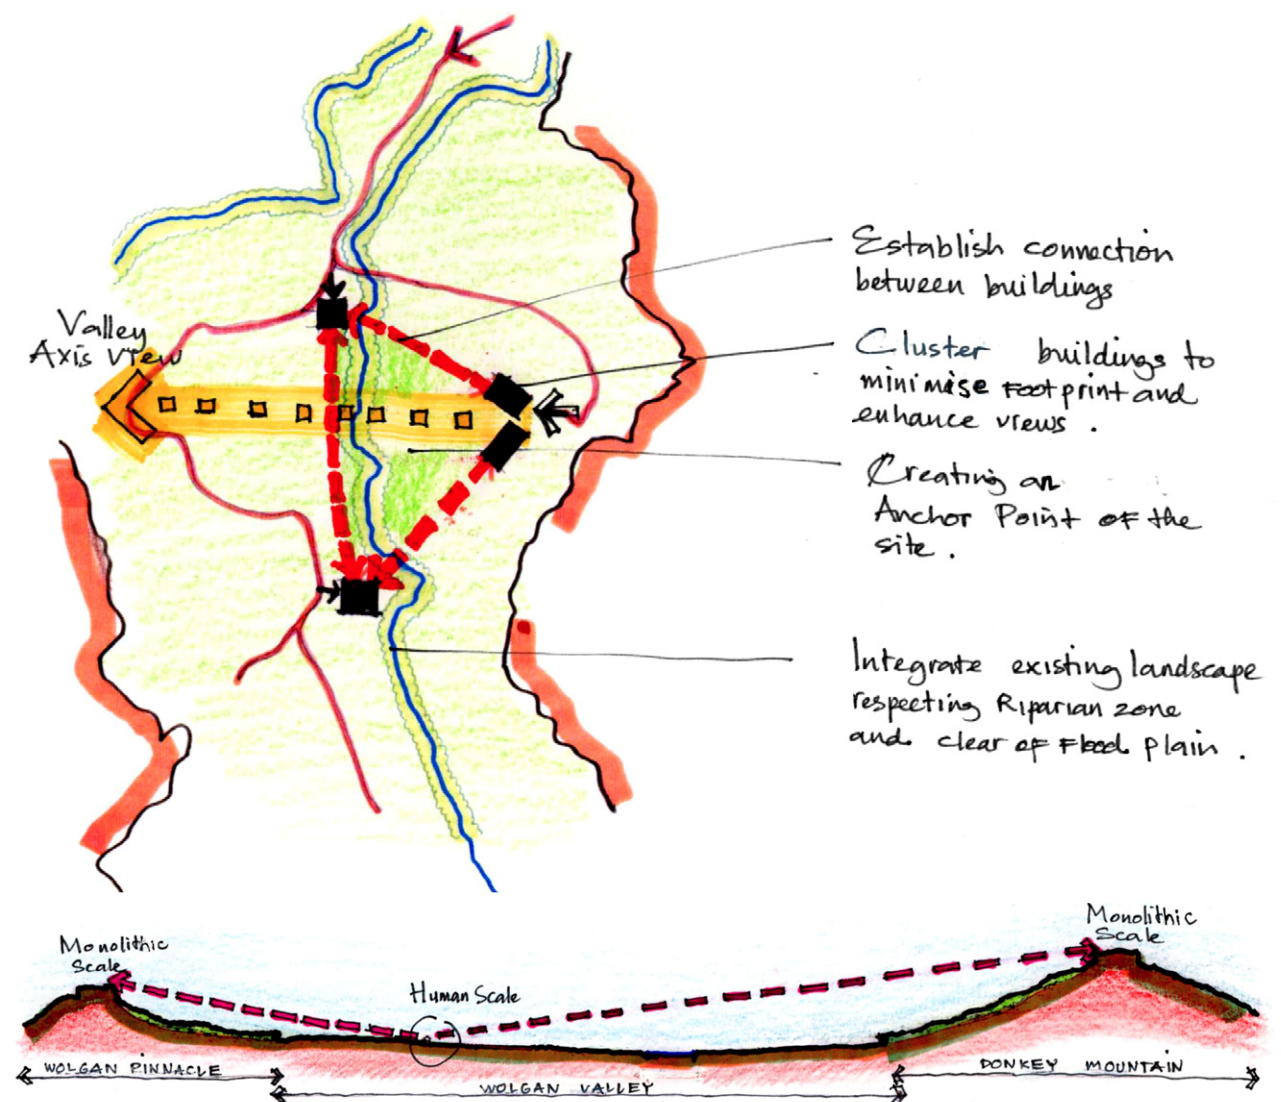 Establish connection
between buildings
Valley
Axis view
Cluster buildings to
minimise footprint and
enhance views.
Creating an
Anchor Point of the
site.
Integrate existing landscape
respecting Riparian zone
and clear of Flood plain.
Monolithic
Scale
Monolithic
Scale
Human Scale
WOLGAN PINNACLE
DONKEY MOUNTAIN
WOLGAN VALLEY